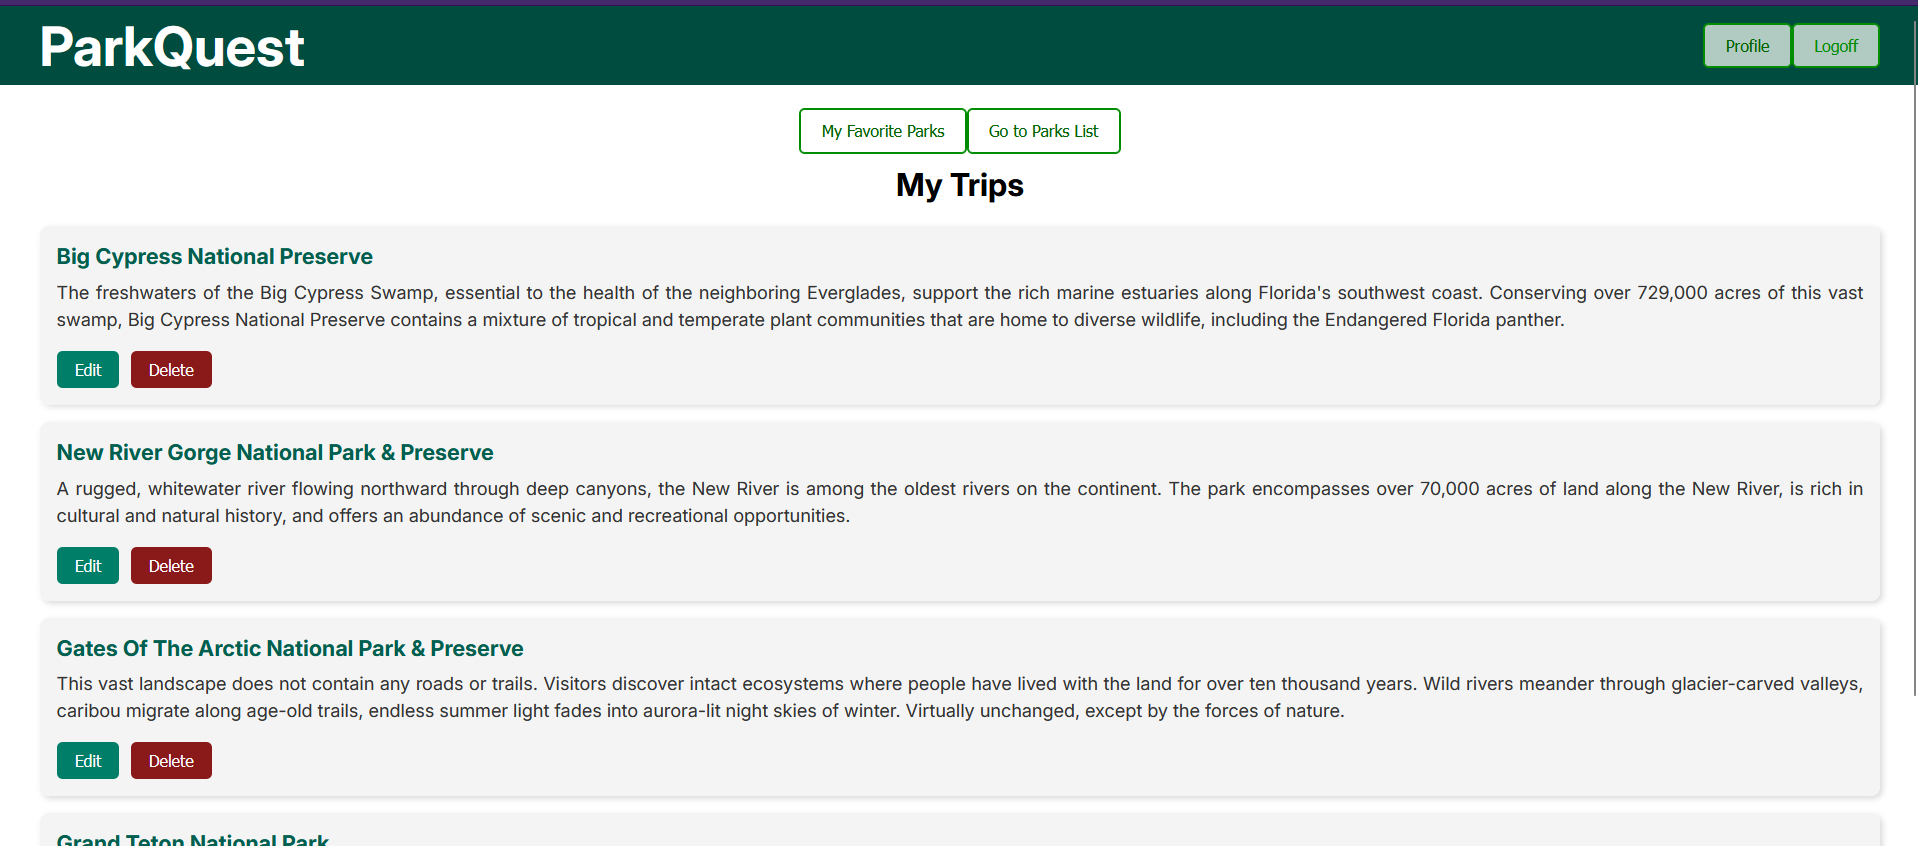 ParkQuest
Profile
Logoff
My Favorite Parks
Go to Parks List
My Trips
Big Cypress National Preserve
The freshwaters of the Big Cypress Swamp, essential to the health of the neighboring Everglades, support the rich marine estuaries along Florida's southwest coast. Conserving over 729,000 acres of this vast
swamp, Big Cypress National Preserve contains a mixture of tropical and temperate plant communities that are home to diverse wildlife, including the Endangered Florida panther.
Edit
Delete
New River Gorge National Park & Preserve
A rugged, whitewater river flowing northward through deep canyons, the New River is among the oldest rivers on the continent. The park encompasses over 70,000 acres of land along the New River, is rich in
cultural and natural history, and offers an abundance of scenic and recreational opportunities.
Edit
Delete
Gates Of The Arctic National Park & Preserve
This vast landscape does not contain any roads or trails. Visitors discover intact ecosystems where people have lived with the land for over ten thousand years. Wild rivers meander through glacier-carved valleys,
caribou migrate along age-old trails, endless summer light fades into aurora-lit night skies of winter. Virtually unchanged, except by the forces of nature.
Edit
Delete
Grand Teton National Park